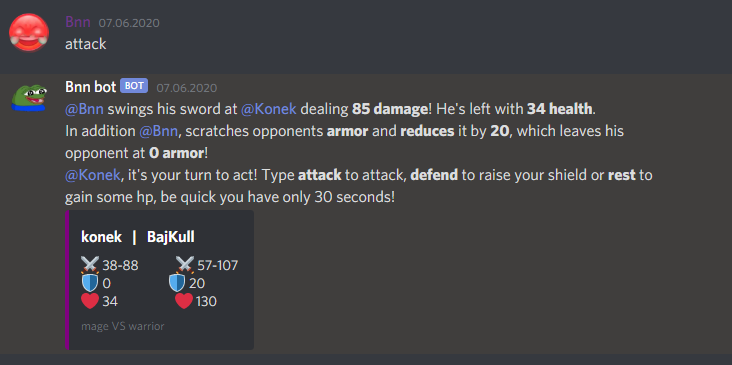 Bnn 07.06.2020
attack
Bnn bot BOT 07.06.2020
@Bnn swings his sword at @Konek dealing 85 damage! He's left with 34 health.
In addition @Bnn, scratches opponents armor and reduces it by 20, which leaves his
opponent at 0 armor!
@Konek, it's your turn to act! Type attack to attack, defend to raise your shield or rest to
gain some hp, be quick you have only 30 seconds!
konek | BajKull
38-88 57-107
0 20
34 130
mage VS warrior